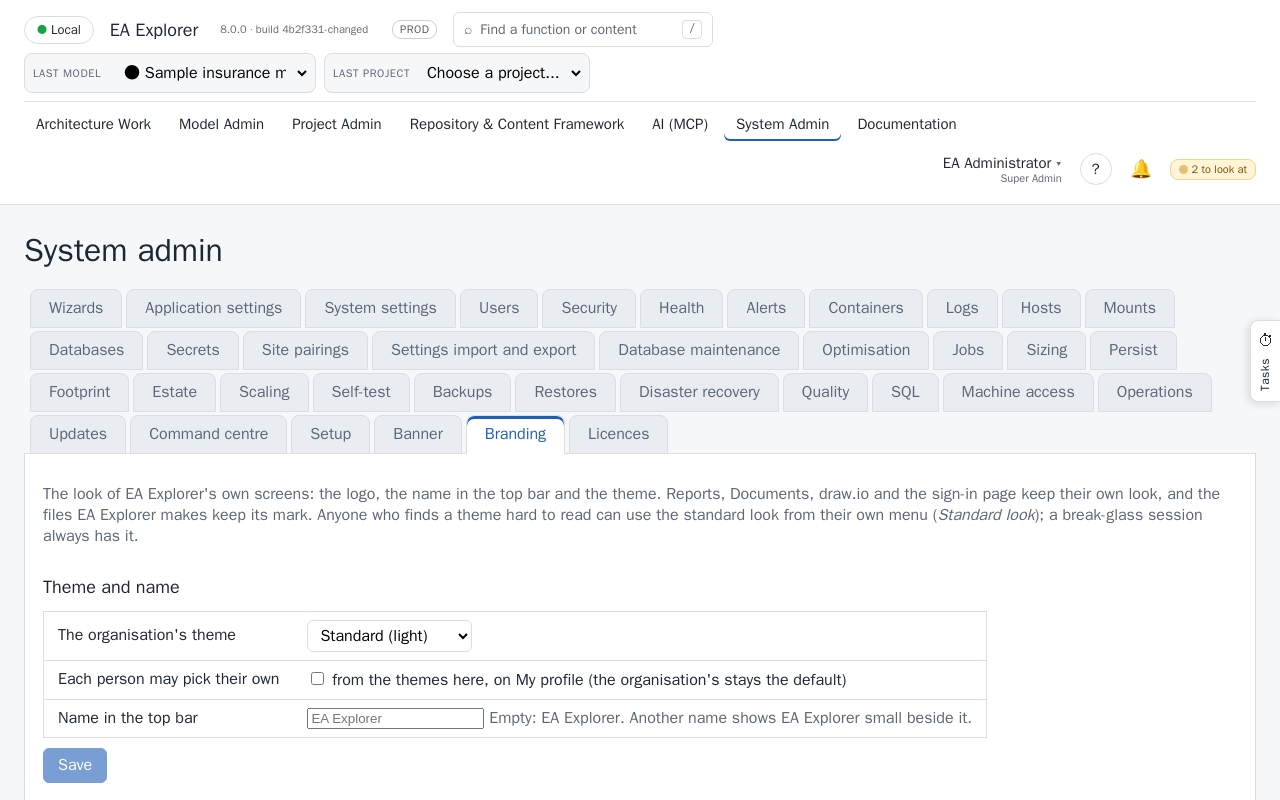 Local
EA Explorer
8.0.0 · build 4b2f331-changed
PROD
Find a function or content
/
LAST MODEL
Sample insurance m
LAST PROJECT
Choose a project...
Architecture Work
Model Admin
Project Admin
Repository & Content Framework
AI (MCP)
System Admin
Documentation
EA Administrator
Super Admin
?
2 to look at
System admin
Wizards
Application settings
System settings
Users
Security
Health
Alerts
Containers
Logs
Hosts
Mounts
Databases
Secrets
Site pairings
Settings import and export
Database maintenance
Optimisation
Jobs
Sizing
Persist
Footprint
Estate
Scaling
Self-test
Backups
Restores
Disaster recovery
Quality
SQL
Machine access
Operations
Updates
Command centre
Setup
Banner
Branding
Licences
Tasks
The look of EA Explorer's own screens: the logo, the name in the top bar and the theme. Reports, Documents, draw.io and the sign-in page keep their own look, and the
files EA Explorer makes keep its mark. Anyone who finds a theme hard to read can use the standard look from their own menu (Standard look); a break-glass session
always has it.
Theme and name
The organisation's theme
Standard (light)
Each person may pick their own
from the themes here, on My profile (the organisation's stays the default)
Name in the top bar
EA Explorer
Empty: EA Explorer. Another name shows EA Explorer small beside it.
Save